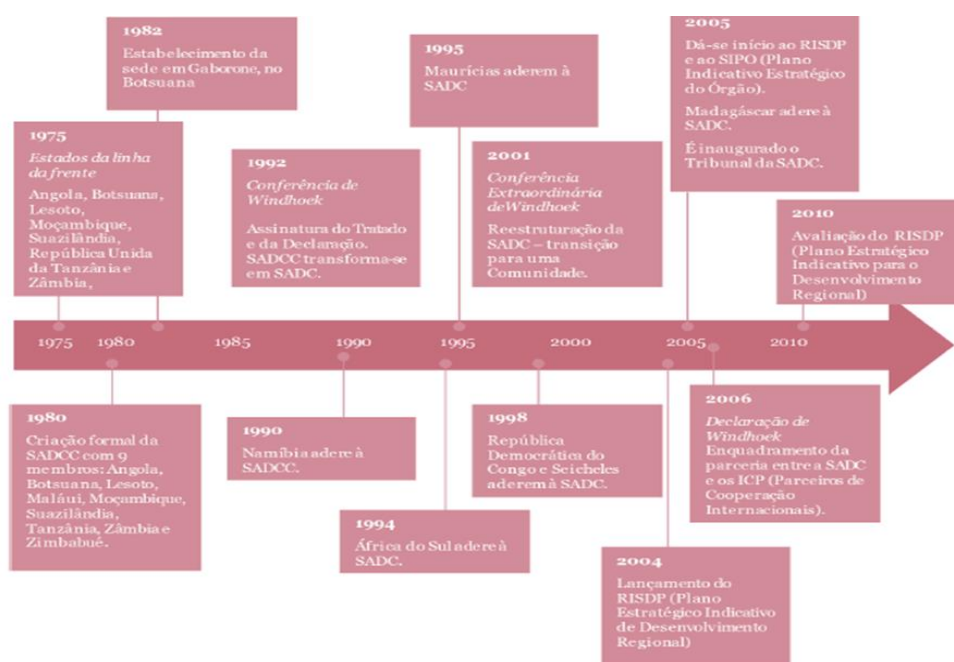 1982
Estabelecimento da
sede em Gaborone, no
Botsuana
1995
Maurícias aderem à
SADC
2005
Dá-se início ao RISDP
e ao SIPO (Plano
Indicativo Estratégico
do Órgão).
Madagáscar adere à
SADC.
É inaugurado o
Tribunal da SADC.
1975
Estados da linha
da frente
Angola, Botsuana,
Lesoto,
Moçambique,
Suazilândia,
República Unida
da Tanzânia e
Zâmbia,
1992
Conferência de
Windhoek
Assinatura do Tratado
e da Declaração.
SADCC transforma-se
em SADC.
2001
Conferência
Extraordinária
de Windhoek
Reestruturação da
SADC – transição
para uma
Comunidade.
2010
Avaliação do RISDP
(Plano Estratégico
Indicativo para o
Desenvolvimento
Regional)
1975 1980 1985 1990 1995 2000 2005 2010
1980
Criação formal da
SADCC com 9
membros: Angola,
Botsuana, Lesoto,
Maláui, Moçambique,
Suazilândia,
Tanzânia, Zâmbia e
Zimbabué.
1990
Namíbia adere à
SADCC.
1994
África do Sul adere à
SADC.
1998
República
Democrática do
Congo e Seicheles
aderem à SADC.
2004
Lançamento do
RISDP (Plano
Estratégico Indicativo
de Desenvolvimento
Regional)
2006
Declaração de
Windhoek
Enquadramento da
parceria entre a SADC
e os ICP (Parceiros de
Cooperação
Internacionais).